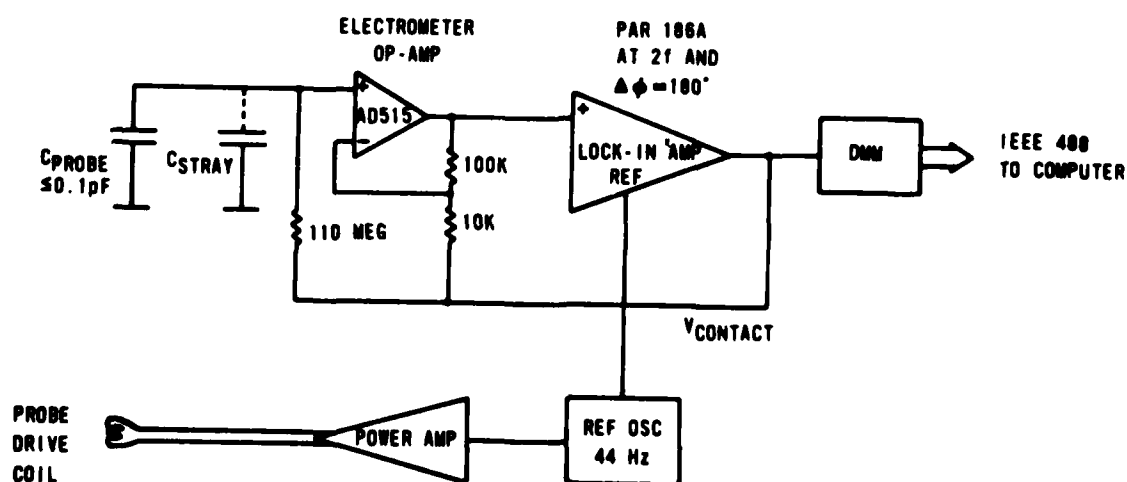 ELECTROMETER
OP-AMP
PAR 186A
AT 2f AND
Δϕ=180°
+
AD515
-
+
LOCK-IN AMP
REF
DMM
IEEE 488
TO COMPUTER
CPROBE
≤0.1pF
CSTRAY
100K
10K
110 MEG
VCONTACT
PROBE
DRIVE
COIL
POWER AMP
REF OSC
44 Hz